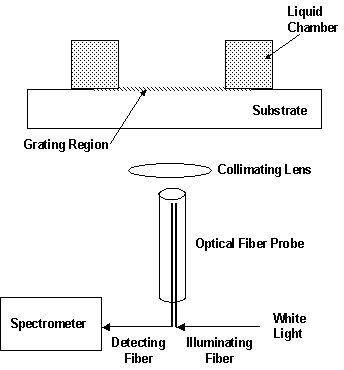 Liquid
Chamber
Substrate
Grating Region
Collimating Lens
Optical Fiber Probe
Spectrometer
White
Light
Detecting
Fiber
Illuminating
Fiber